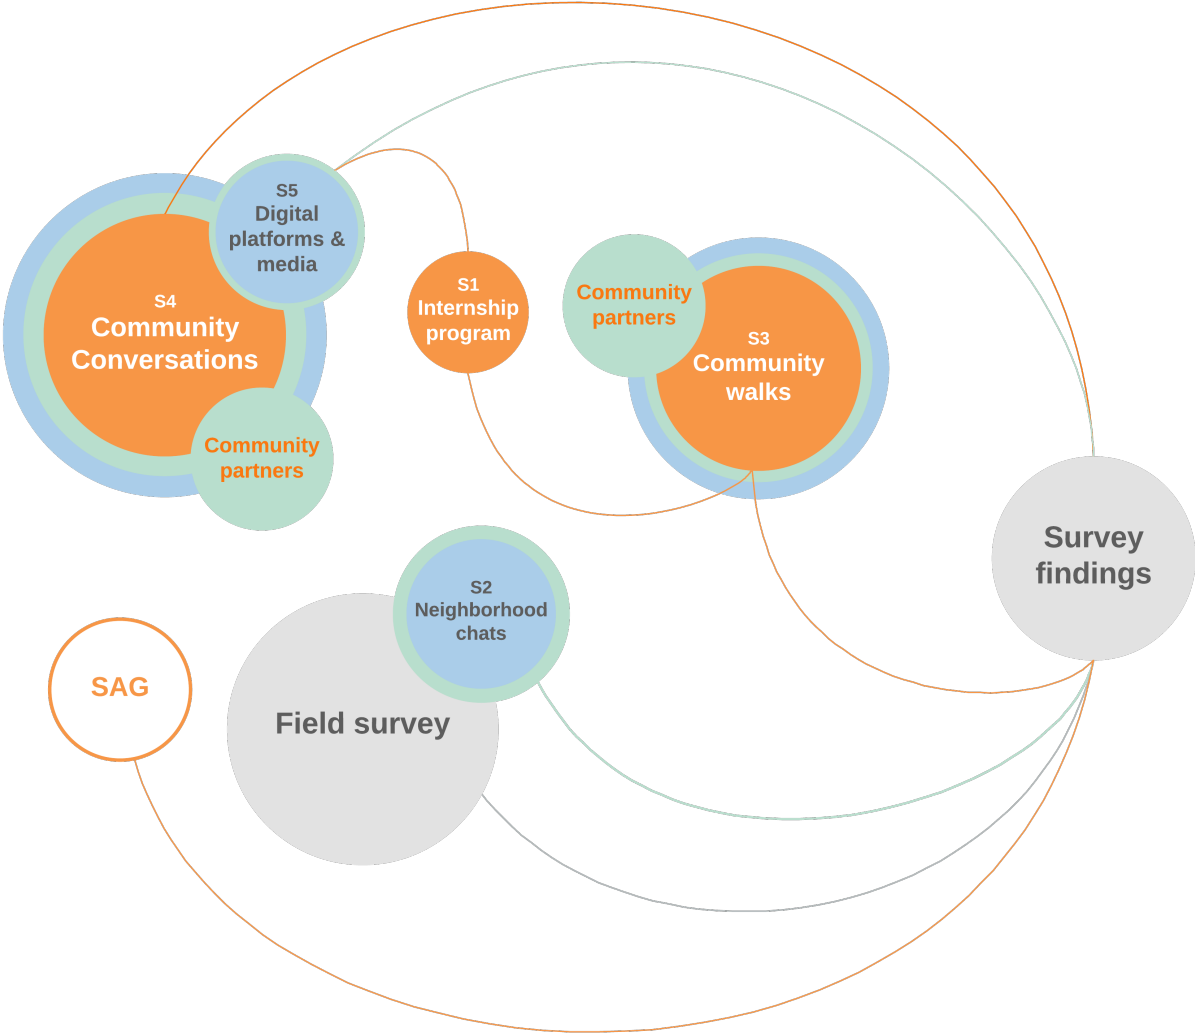 S5
Digital
platforms &
media
S4
Community
Conversations
Community
partners
S1
Internship
program
Community
partners
S3
Community
walks
Survey
findings
S2
Neighborhood
chats
SAG
Field survey